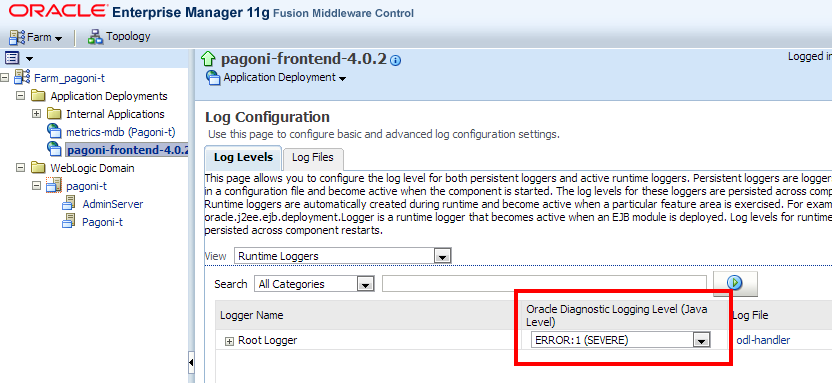 ORACLE Enterprise Manager 11g Fusion Middleware Control
Farm Topology
Farm_pagoni-t
Application Deployments
Internal Applications
metrics-mdb (Pagoni-t)
pagoni-frontend-4.0.2
WebLogic Domain
pagoni-t
AdminServer
Pagoni-t
pagoni-frontend-4.0.2
Logged in
Application Deployment
Log Configuration
Use this page to configure basic and advanced log configuration settings.
Log Levels Log Files
This page allows you to configure the log level for both persistent loggers and active runtime loggers. Persistent loggers are loggers
in a configuration file and become active when the component is started. The log levels for these loggers are persisted across comp
Runtime loggers are automatically created during runtime and become active when a particular feature area is exercised. For exam
oracle.j2ee.ejb.deployment.Logger is a runtime logger that becomes active when an EJB module is deployed. Log levels for runtime
persisted across component restarts.
View Runtime Loggers
Search All Categories
Logger Name Oracle Diagnostic Logging Level (Java Level) Log File
Root Logger ERROR:1 (SEVERE) odl-handler